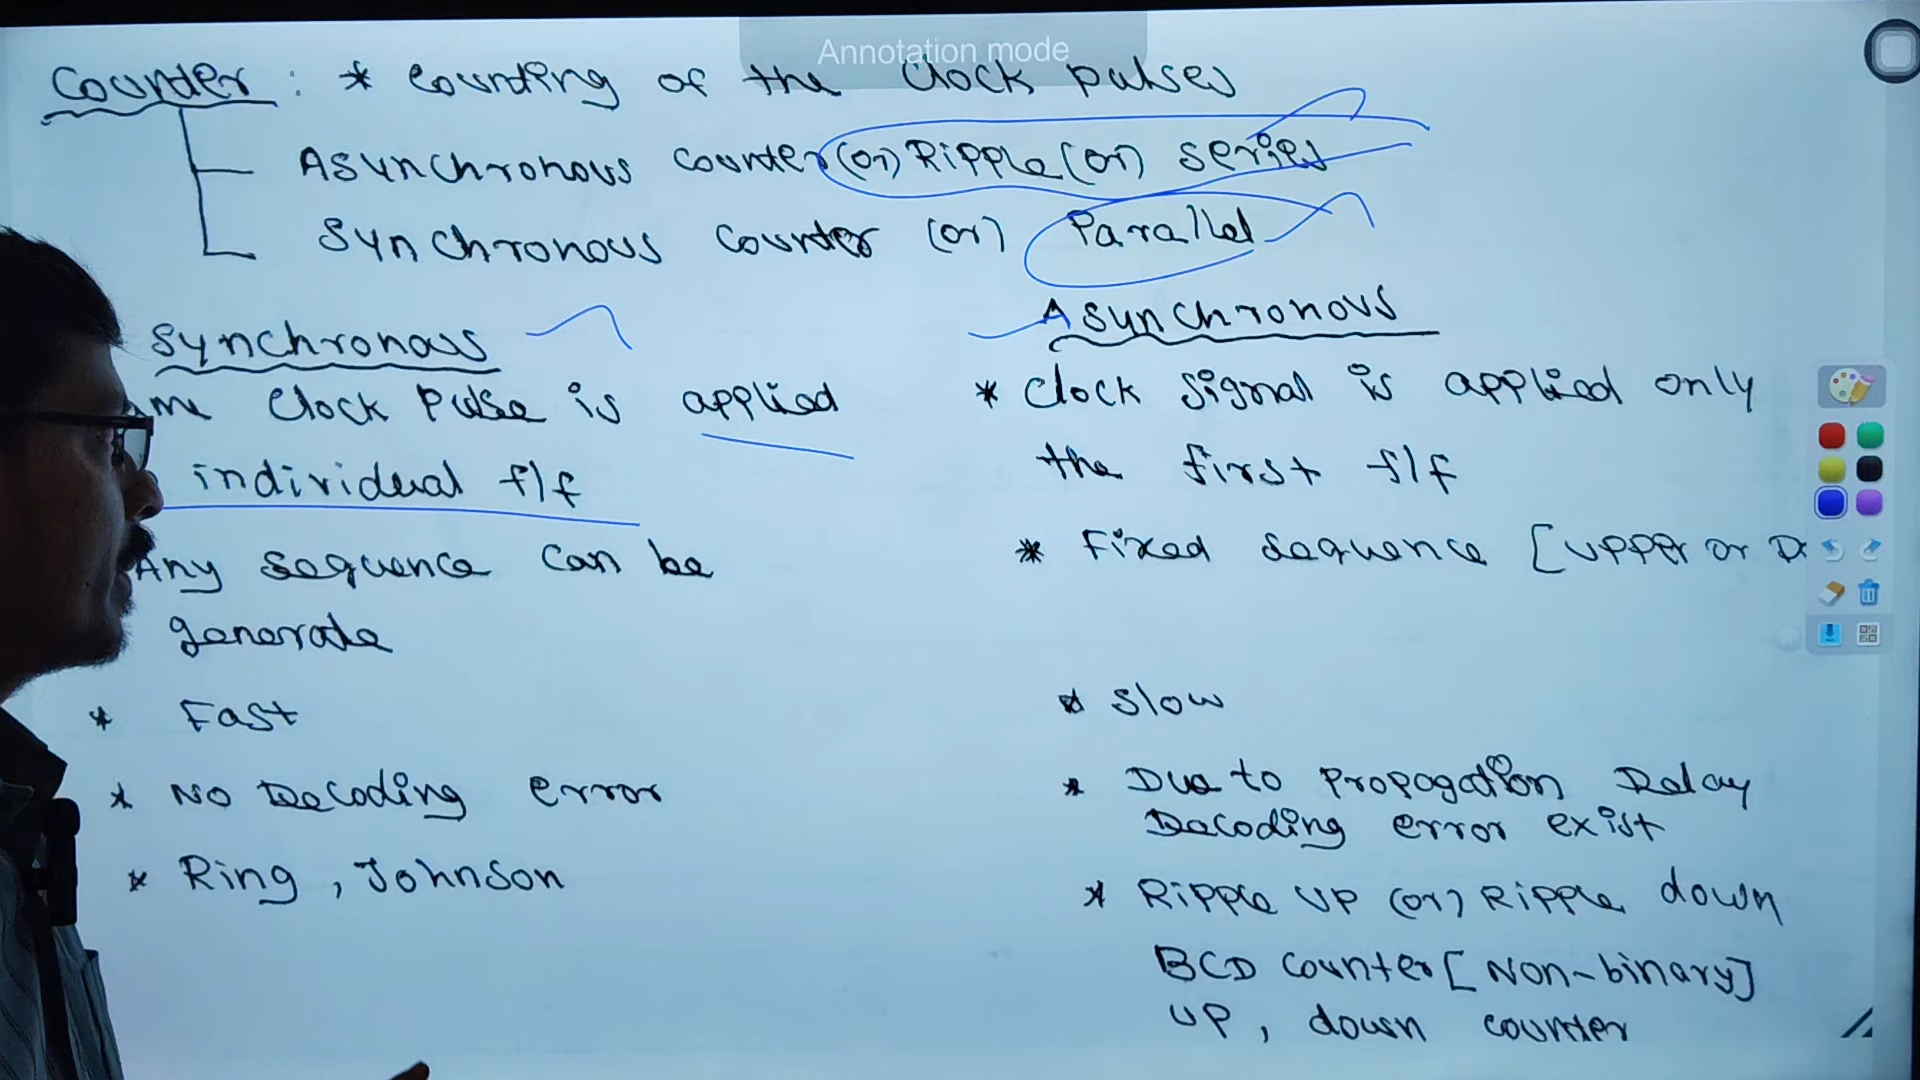 Annotation mode
Counter : * Counting of the Clock pulses
Asynchronous counter (or) Ripple (or) series
Synchronous counter (or) Parallel
Synchronous
clock pulse is applied
individual f/f
Any sequence can be
generate
* Fast
* No Decoding error
* Ring , Johnson
Asynchronous
* Clock signal is applied only
the first f/f
* Fixed sequence [upper or
* Slow
* Due to propagation Delay
Decoding error exist
* Ripple up (or) Ripple down
BCD counter [Non-binary]
up , down counter